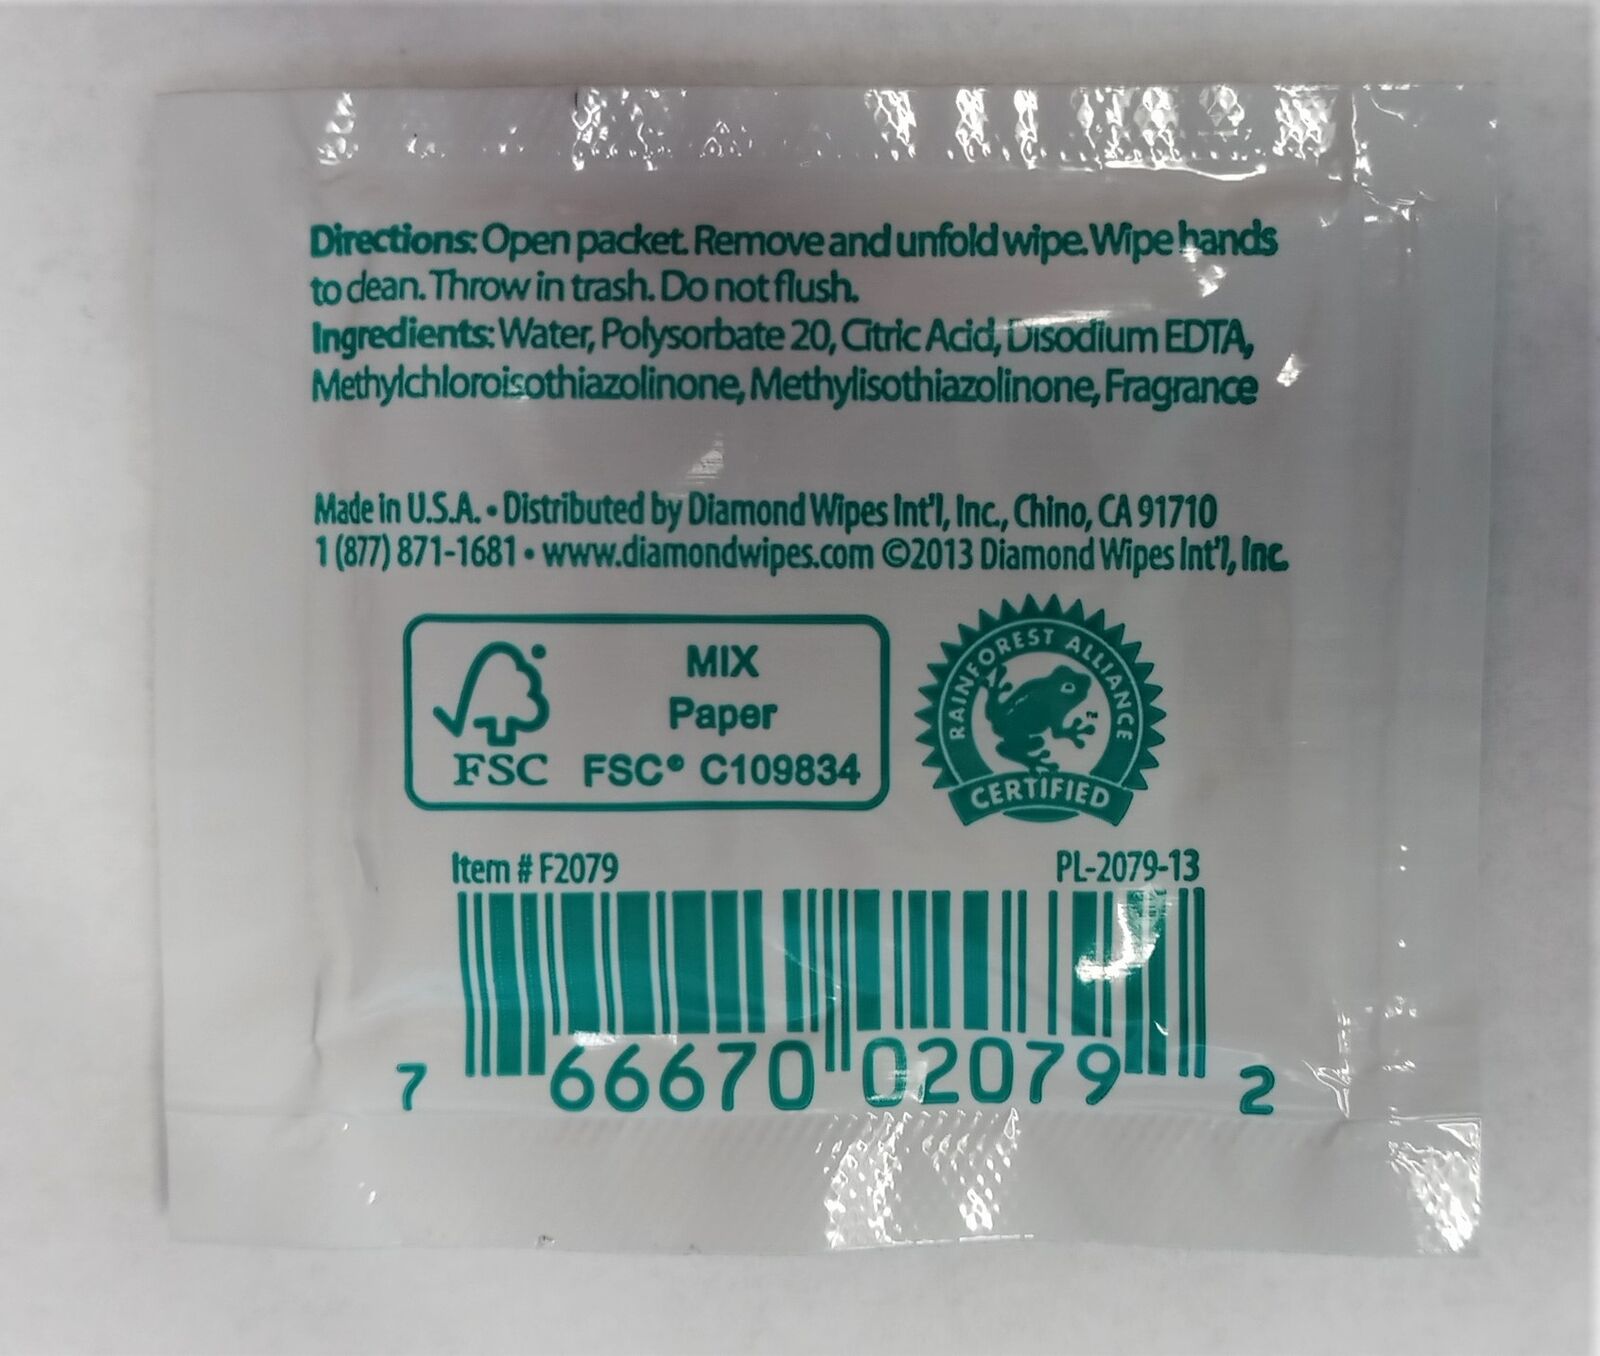 Directions: Open packet. Remove and unfold wipe. Wipe hands
to clean. Throw in trash. Do not flush.
Ingredients: Water, Polysorbate 20, Citric Acid, Disodium EDTA,
Methylchloroisothiazolinone, Methylisothiazolinone, Fragrance
Made in U.S.A. • Distributed by Diamond Wipes Int'l, Inc., Chino, CA 91710
1 (877) 871-1681 • www.diamondwipes.com ©2013 Diamond Wipes Int'l, Inc.
MIX
Paper
FSC FSC® C109834
RAINFOREST ALLIANCE
TM
CERTIFIED
Item # F2079 PL-2079-13
7 66670 02079 2